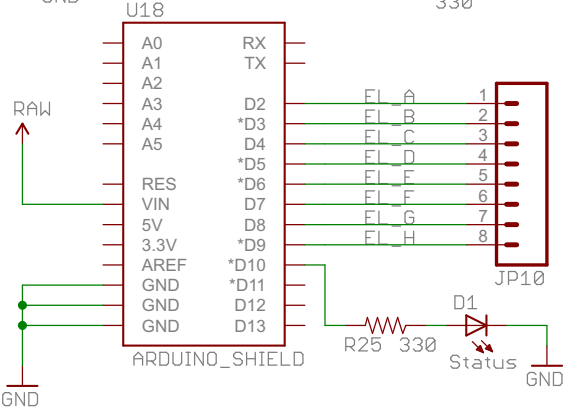 GND
330
U18
A0 RX
A1 TX
A2
A3 D2 EL_A 1
A4 *D3 EL_B 2
A5 D4 EL_C 3
*D5 EL_D 4
RES *D6 EL_E 5
VIN D7 EL_F 6
5V D8 EL_G 7
3.3V *D9 EL_H 8
AREF *D10
GND *D11
GND D12
GND D13
RAW
JP10
D1
R25 330
Status
ARDUINO_SHIELD
GND
GND